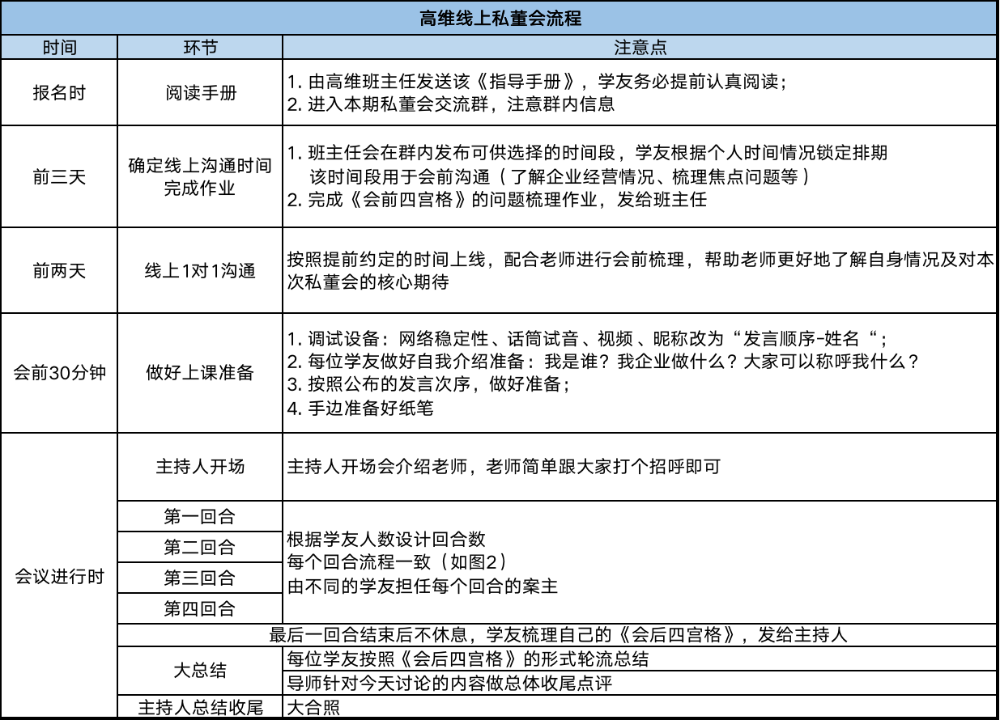 高维线上私董会流程
时间
环节
注意点
报名时
阅读手册
1. 由高维班主任发送该《指导手册》，学友务必提前认真阅读；
2. 进入本期私董会交流群，注意群内信息
前三天
确定线上沟通时间
完成作业
1. 班主任会在群内发布可供选择的时间段，学友根据个人时间情况锁定排期
该时间段用于会前沟通（了解企业经营情况、梳理焦点问题等）
2. 完成《会前四宫格》的问题梳理作业，发给班主任
前两天
线上1对1沟通
按照提前约定的时间上线，配合老师进行会前梳理，帮助老师更好地了解自身情况及对本
次私董会的核心期待
会前30分钟
做好上课准备
1. 调试设备：网络稳定性、话筒试音、视频、昵称改为“发言顺序-姓名“；
2. 每位学友做好自我介绍准备：我是谁？我企业做什么？大家可以称呼我什么？
3. 按照公布的发言次序，做好准备；
4. 手边准备好纸笔
会议进行时
主持人开场
主持人开场会介绍老师，老师简单跟大家打个招呼即可
第一回合
第二回合
第三回合
第四回合
根据学友人数设计回合数
每个回合流程一致（如图2）
由不同的学友担任每个回合的案主
最后一回合结束后不休息，学友梳理自己的《会后四宫格》，发给主持人
大总结
每位学友按照《会后四宫格》的形式轮流总结
导师针对今天讨论的内容做总体收尾点评
主持人总结收尾
大合照